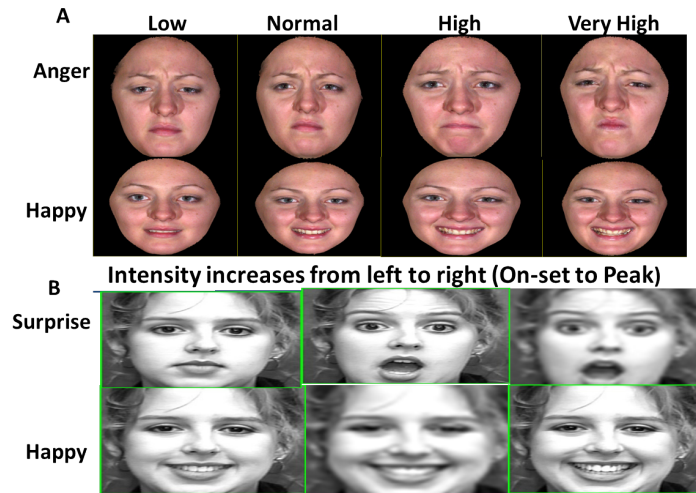 A
Low Normal High Very High
Anger
Happy
Intensity increases from left to right (On-set to Peak)
B
Surprise
Happy